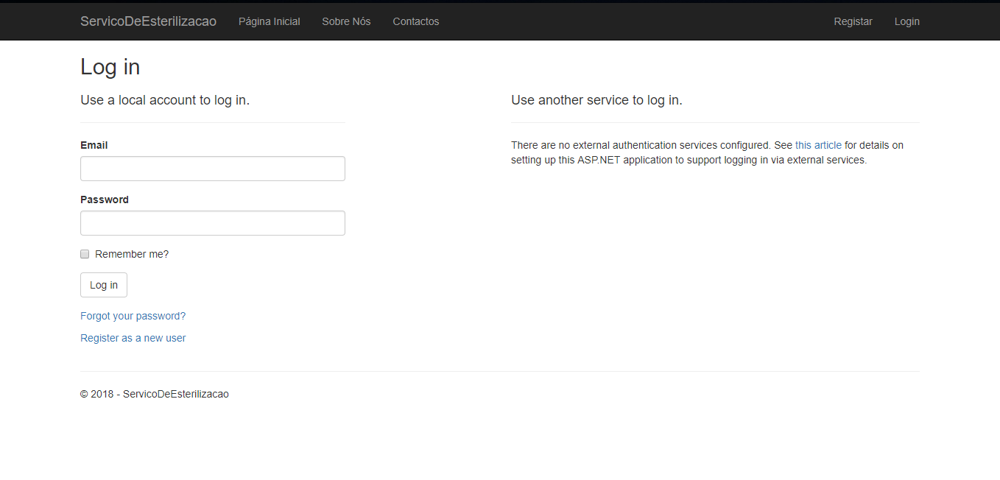 ServicoDeEsterilizacao Página Inicial Sobre Nós Contactos Registar Login
Log in
Use a local account to log in.
Email
Password
Remember me?
Log in
Forgot your password?
Register as a new user
Use another service to log in.
There are no external authentication services configured. See this article for details on
setting up this ASP.NET application to support logging in via external services.
© 2018 - ServicoDeEsterilizacao